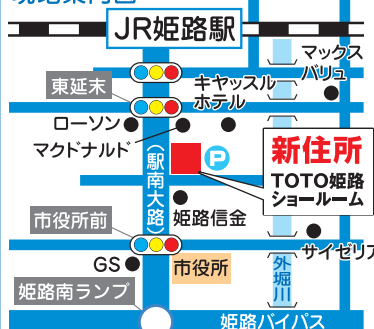 JR姫路駅
マックス
バリュ
東延末
キャッスル
ホテル
ローソン
マクドナルド
P
新住所
TOTO姫路
ショールーム
(駅南大路)
姫路信金
市役所前
サイゼリア
GS
市役所
外堀川
姫路南ランプ
姫路バイパス